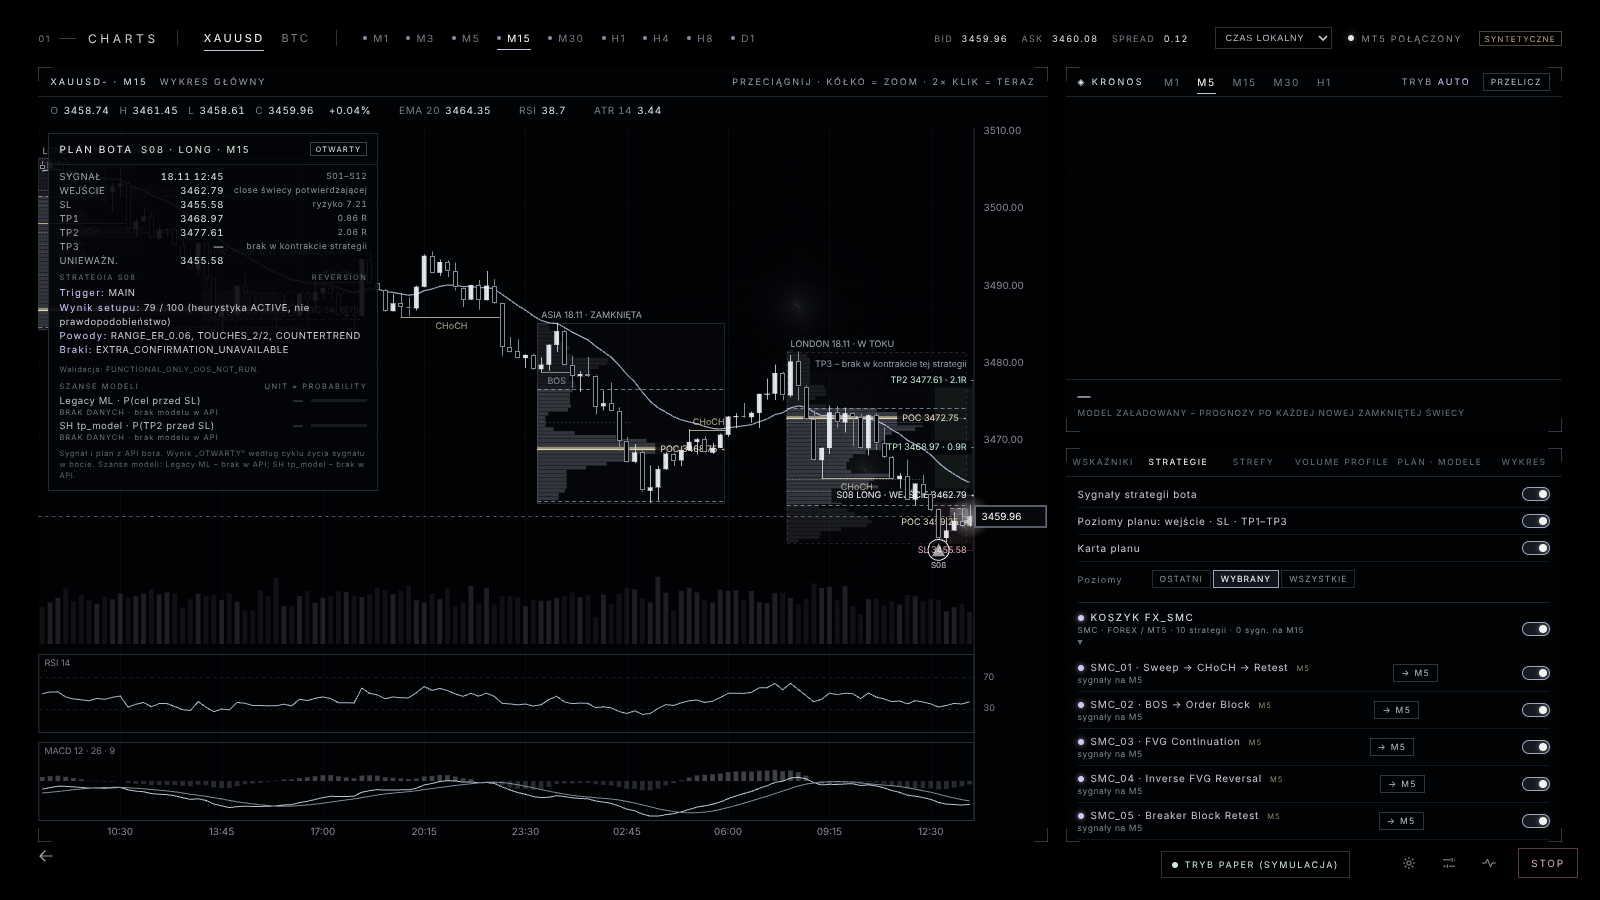 01 — CHARTS XAUUSD BTC M1 M3 M5 M15 M30 H1 H4 H8 D1 BID 3459.96 ASK 3460.08 SPREAD 0.12 CZAS LOKALNY MT5 POŁĄCZONY SYNTETYCZNE
XAUUSD- · M15 WYKRES GŁÓWNY PRZECIĄGNIJ · KÓŁKO = ZOOM · 2× KLIK = TERAZ
O 3458.74 H 3461.45 L 3458.61 C 3459.96 +0.04% EMA 20 3464.35 RSI 38.7 ATR 14 3.44
PLAN BOTA S08 · LONG · M15 OTWARTY
SYGNAŁ 18.11 12:45 S01–S12
WEJŚCIE 3462.79 close świecy potwierdzającej
SL 3455.58 ryzyko 7.21
TP1 3468.97 0.86 R
TP2 3477.61 2.06 R
TP3 — brak w kontrakcie strategii
UNIEWAŻN. 3455.58
STRATEGIA S08 REVERSION
Trigger: MAIN
Wynik setupu: 79 / 100 (heurystyka ACTIVE, nie
prawdopodobieństwo)
Powody: RANGE_ER_0.06, TOUCHES_2/2, COUNTERTREND
Braki: EXTRA_CONFIRMATION_UNAVAILABLE
Walidacja: FUNCTIONAL_ONLY_OOS_NOT_RUN.
SZANSE MODELI UNIT = PROBABILITY
Legacy ML · P(cel przed SL) —
BRAK DANYCH · brak modelu w API
SH tp_model · P(TP2 przed SL) —
BRAK DANYCH · brak modelu w API
Sygnał i plan z API bota. Wynik „OTWARTY” według cyklu życia sygnału
w bocie. Szanse modeli: Legacy ML – brak w API; SH tp_model – brak w
API.
CHoCH
ASIA 18.11 · ZAMKNIĘTA
BOS
CHoCH
POC
LONDON 18.11 · W TOKU
TP3 – brak w kontrakcie tej strategii
TP2 3477.61 · 2.1R
POC 3472.75
TP1 3468.97 · 0.9R
CHoCH
S08 LONG · WEJŚCIE 3462.79
POC
SL 3455.58
S08
3510.00
3500.00
3490.00
3480.00
3470.00
3459.96
RSI 14
70
30
MACD 12 · 26 · 9
10:30 13:45 17:00 20:15 23:30 02:45 06:00 09:15 12:30
KRONOS M1 M5 M15 M30 H1 TRYB AUTO PRZELICZ
—
MODEL ZAŁADOWANY – PROGNOZY PO KAŻDEJ NOWEJ ZAMKNIĘTEJ ŚWIECY
WSKAŹNIKI STRATEGIE STREFY VOLUME PROFILE PLAN · MODELE WYKRES
Sygnały strategii bota
Poziomy planu: wejście · SL · TP1–TP3
Karta planu
Poziomy OSTATNI WYBRANY WSZYSTKIE
KOSZYK FX_SMC
SMC · FOREX / MT5 · 10 strategii · 0 sygn. na M15
SMC_01 · Sweep → CHoCH → Retest M5 → M5
sygnały na M5
SMC_02 · BOS → Order Block M5 → M5
sygnały na M5
SMC_03 · FVG Continuation M5 → M5
sygnały na M5
SMC_04 · Inverse FVG Reversal M5 → M5
sygnały na M5
SMC_05 · Breaker Block Retest M5 → M5
sygnały na M5
TRYB PAPER (SYMULACJA) STOP